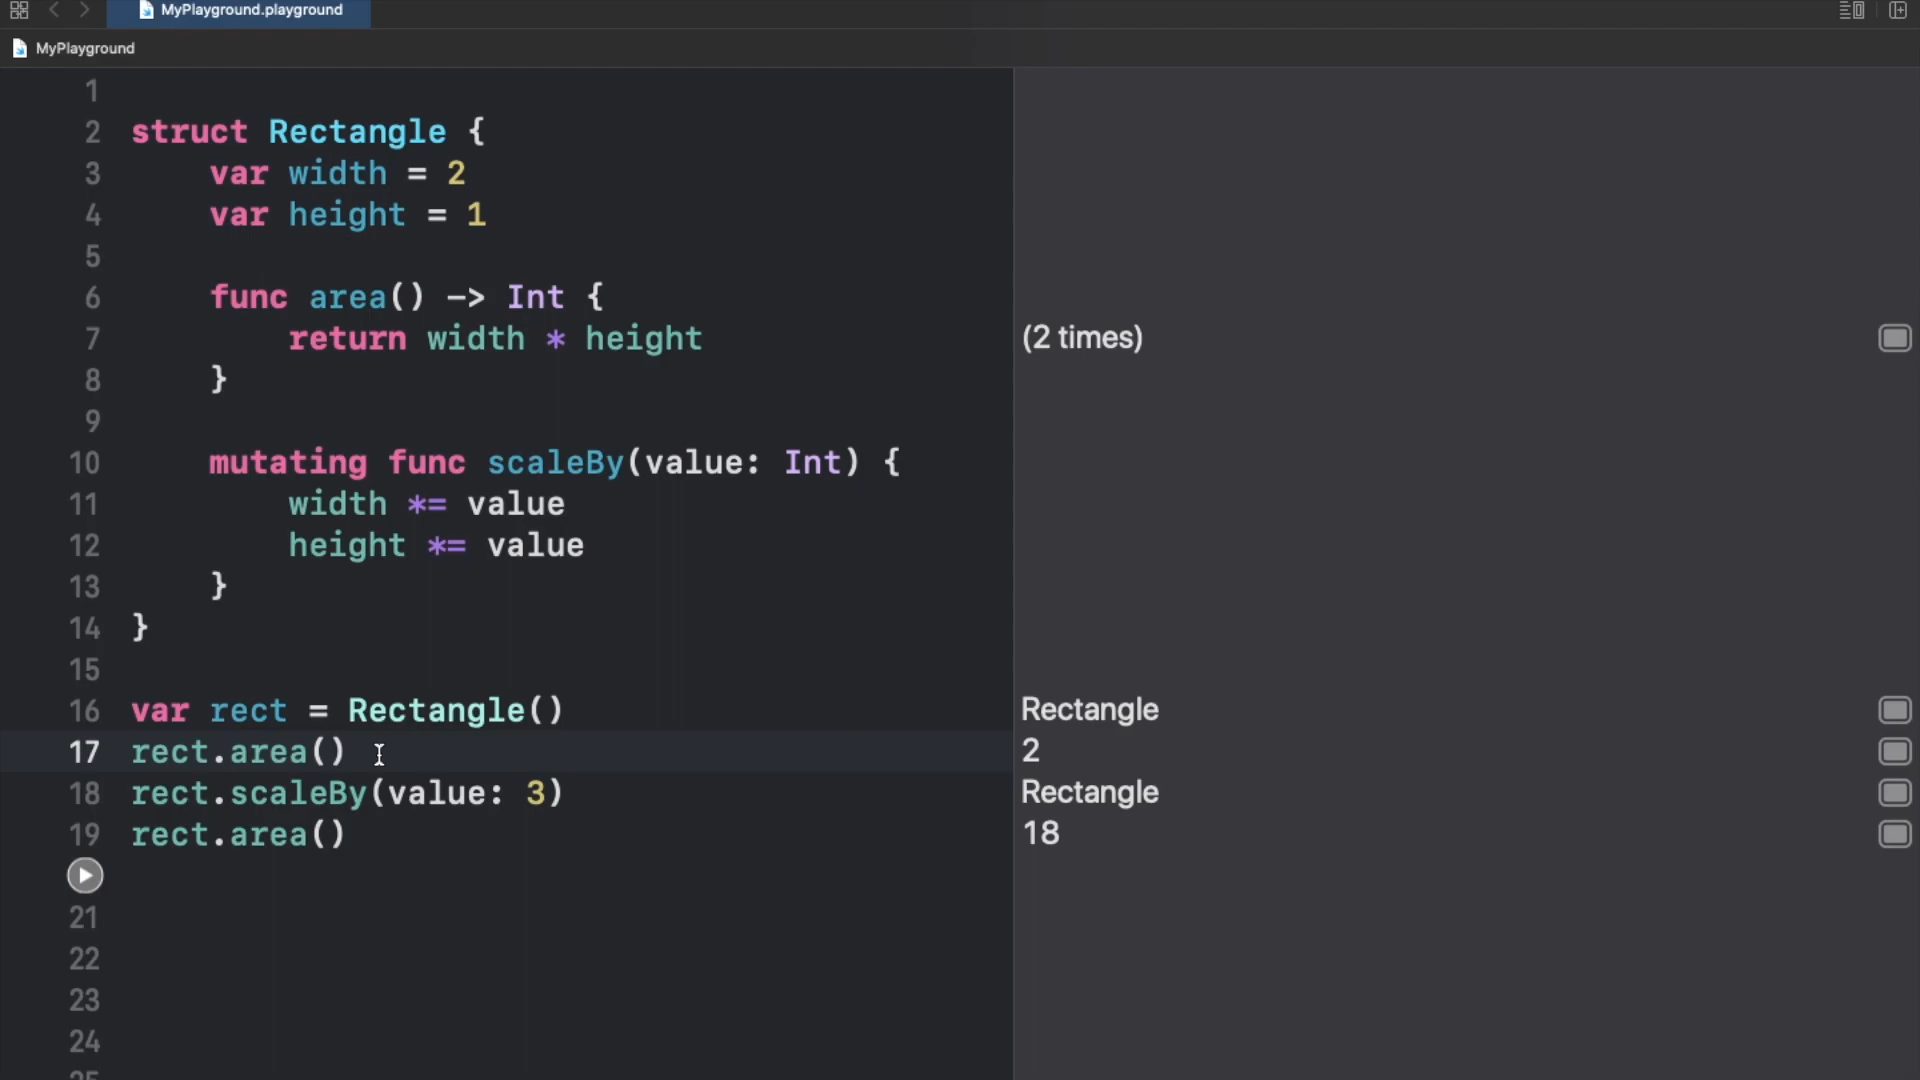 MyPlayground.playground
MyPlayground
1
2 struct Rectangle {
3 var width = 2
4 var height = 1
5
6 func area() -> Int {
7 return width * height (2 times)
8 }
9
10 mutating func scaleBy(value: Int) {
11 width *= value
12 height *= value
13 }
14 }
15
16 var rect = Rectangle() Rectangle
17 rect.area() 2
18 rect.scaleBy(value: 3) Rectangle
19 rect.area() 18
21
22
23
24
25